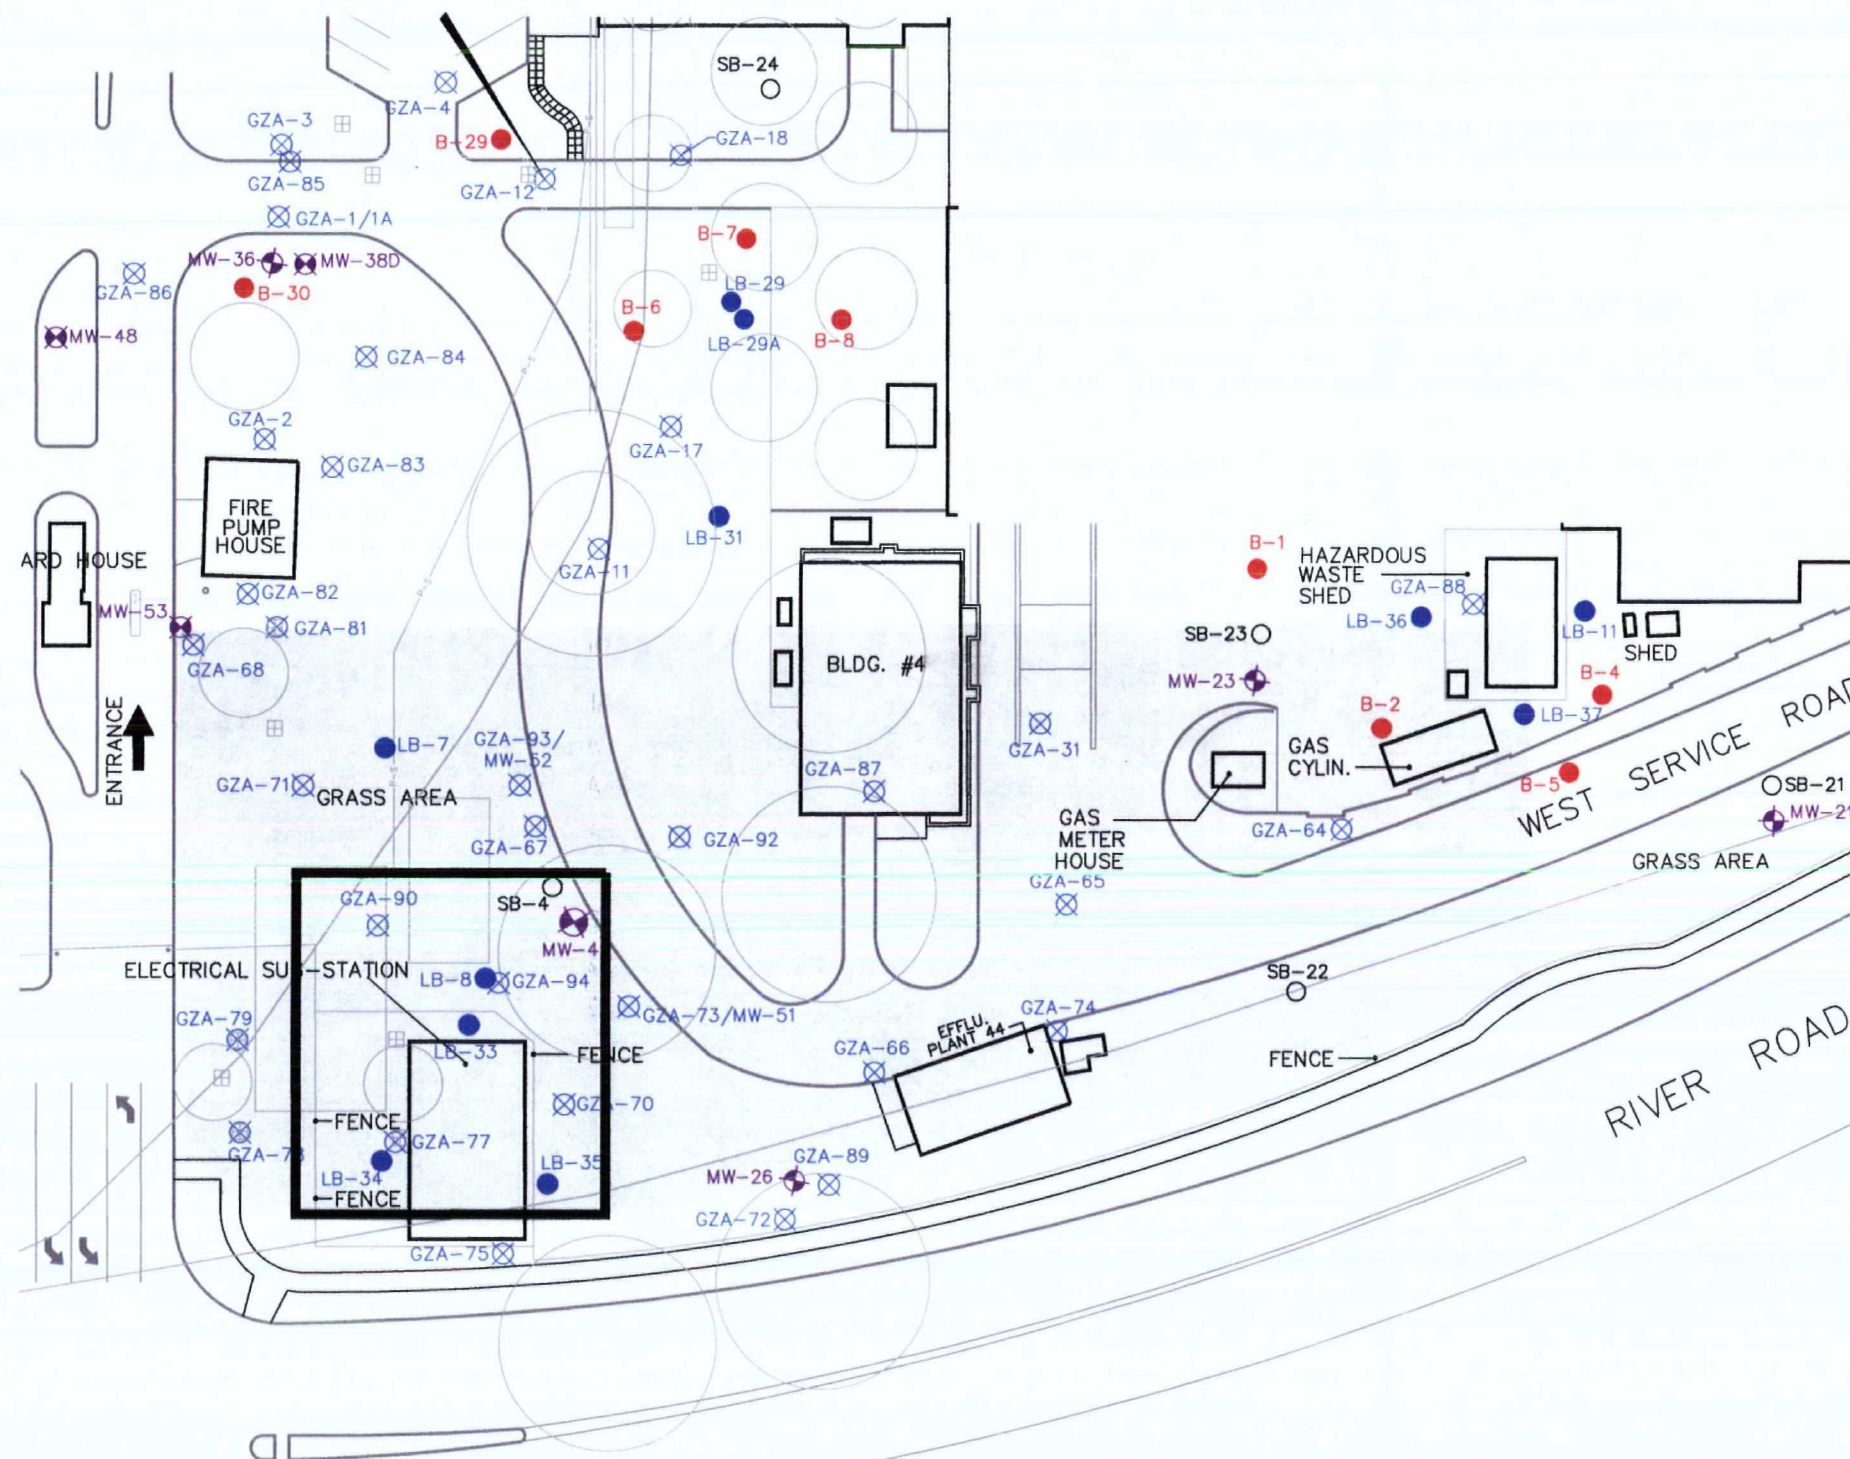 SB-24
GZA-4
GZA-3
B-29
GZA-18
GZA-85
GZA-12
GZA-1/1A
B-7
MW-36
MW-38D
GZA-86
B-30
LB-29
B-6
MW-48
B-8
LB-29A
GZA-84
GZA-2
GZA-17
GZA-83
FIRE
PUMP
HOUSE
LB-31
B-1
HAZARDOUS
WASTE
SHED
ARD HOUSE
GZA-11
GZA-88
GZA-82
MW-53
GZA-81
LB-36
LB-11
SB-23
SHED
GZA-68
BLDG. #4
MW-23
B-4
ENTRANCE
B-2
LB-37
WEST SERVICE ROAD
LB-7
GZA-93/
MW-52
GZA-31
GAS
CYLIN.
GZA-87
GZA-71
GRASS AREA
B-5
SB-21
MW-21
GAS
METER
HOUSE
GZA-64
GZA-67
GZA-92
GRASS AREA
GZA-65
GZA-90
SB-4
MW-4
ELECTRICAL SUB-STATION
LB-8
GZA-94
SB-22
GZA-79
GZA-73/MW-51
GZA-74
EFFLU.
PLANT 44
LB-33
FENCE
GZA-66
FENCE
RIVER ROAD
GZA-70
FENCE
GZA-77
GZA-78
LB-34
LB-35
MW-26
GZA-89
FENCE
GZA-72
GZA-75
P-S
P-S
P-S